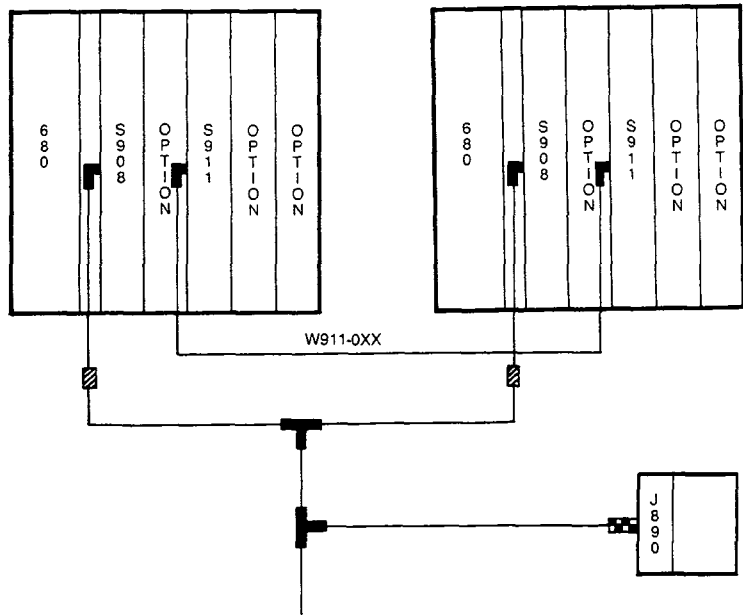 680
S908
OPTION
S911
OPTION
OPTION
680
S908
OPTION
S911
OPTION
OPTION
W911-0XX
J890